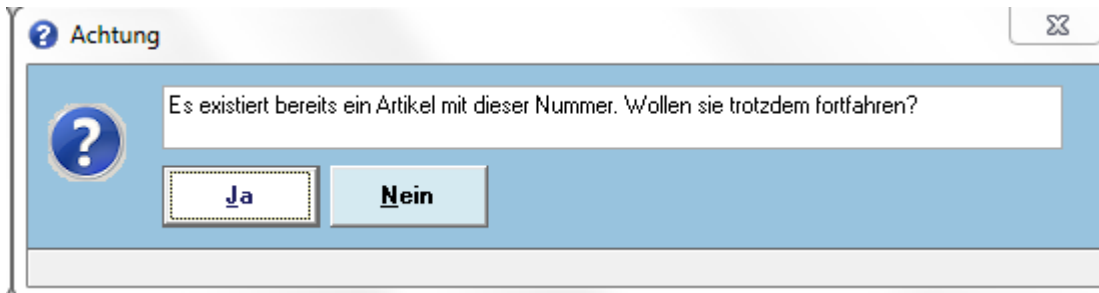 Achtung
Es existiert bereits ein Artikel mit dieser Nummer. Wollen sie trotzdem fortfahren?
Ja
Nein